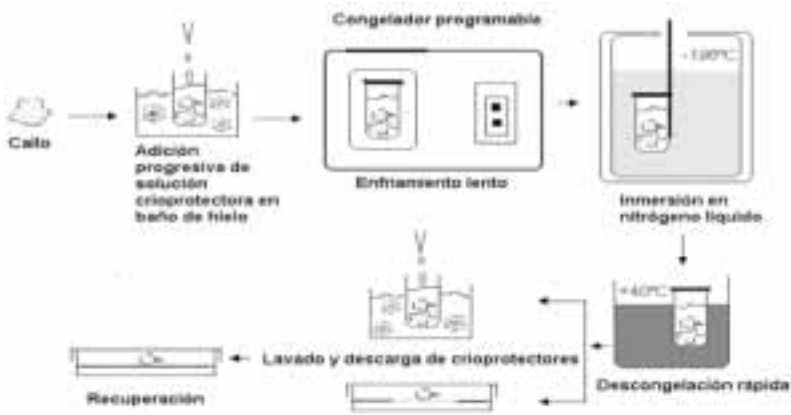 Congelador programable
Callo
Adición
progresiva de
solución
crioprotectora en
baño de hielo
Enfriamiento lento
-196ºC
Inmersión en
nitrógeno líquido
+40ºC
Descongelación rápida
Lavado y descarga de crioprotectores
Recuperación